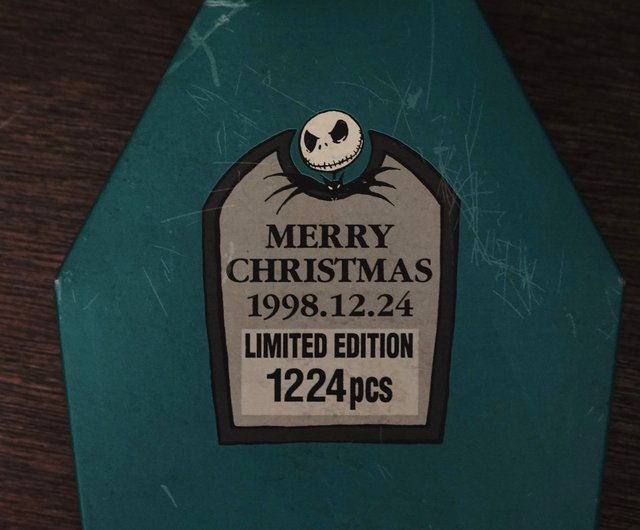 MERRY
CHRISTMAS
1998.12.24
LIMITED EDITION
1224pcs